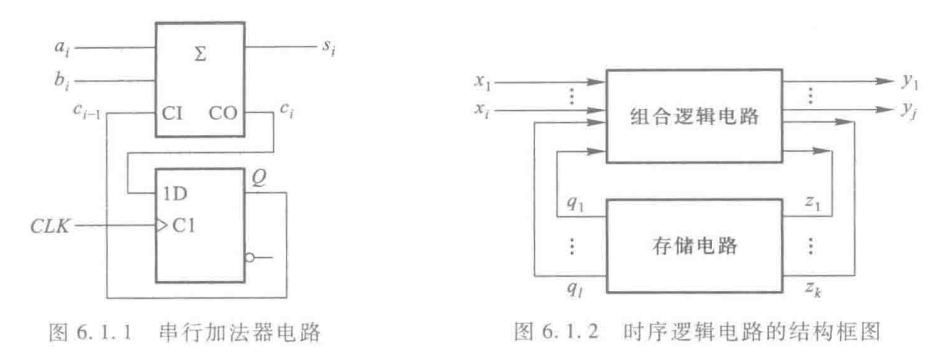 a_i
Σ
s_i
b_i
c_{i-1}
CI
CO
c_i
1D
Q
CLK
C1
图 6.1.1 串行加法器电路
x_1
⋮
x_i
组合逻辑电路
y_1
⋮
y_j
q_1
⋮
q_l
存储电路
z_1
⋮
z_k
图 6.1.2 时序逻辑电路的结构框图